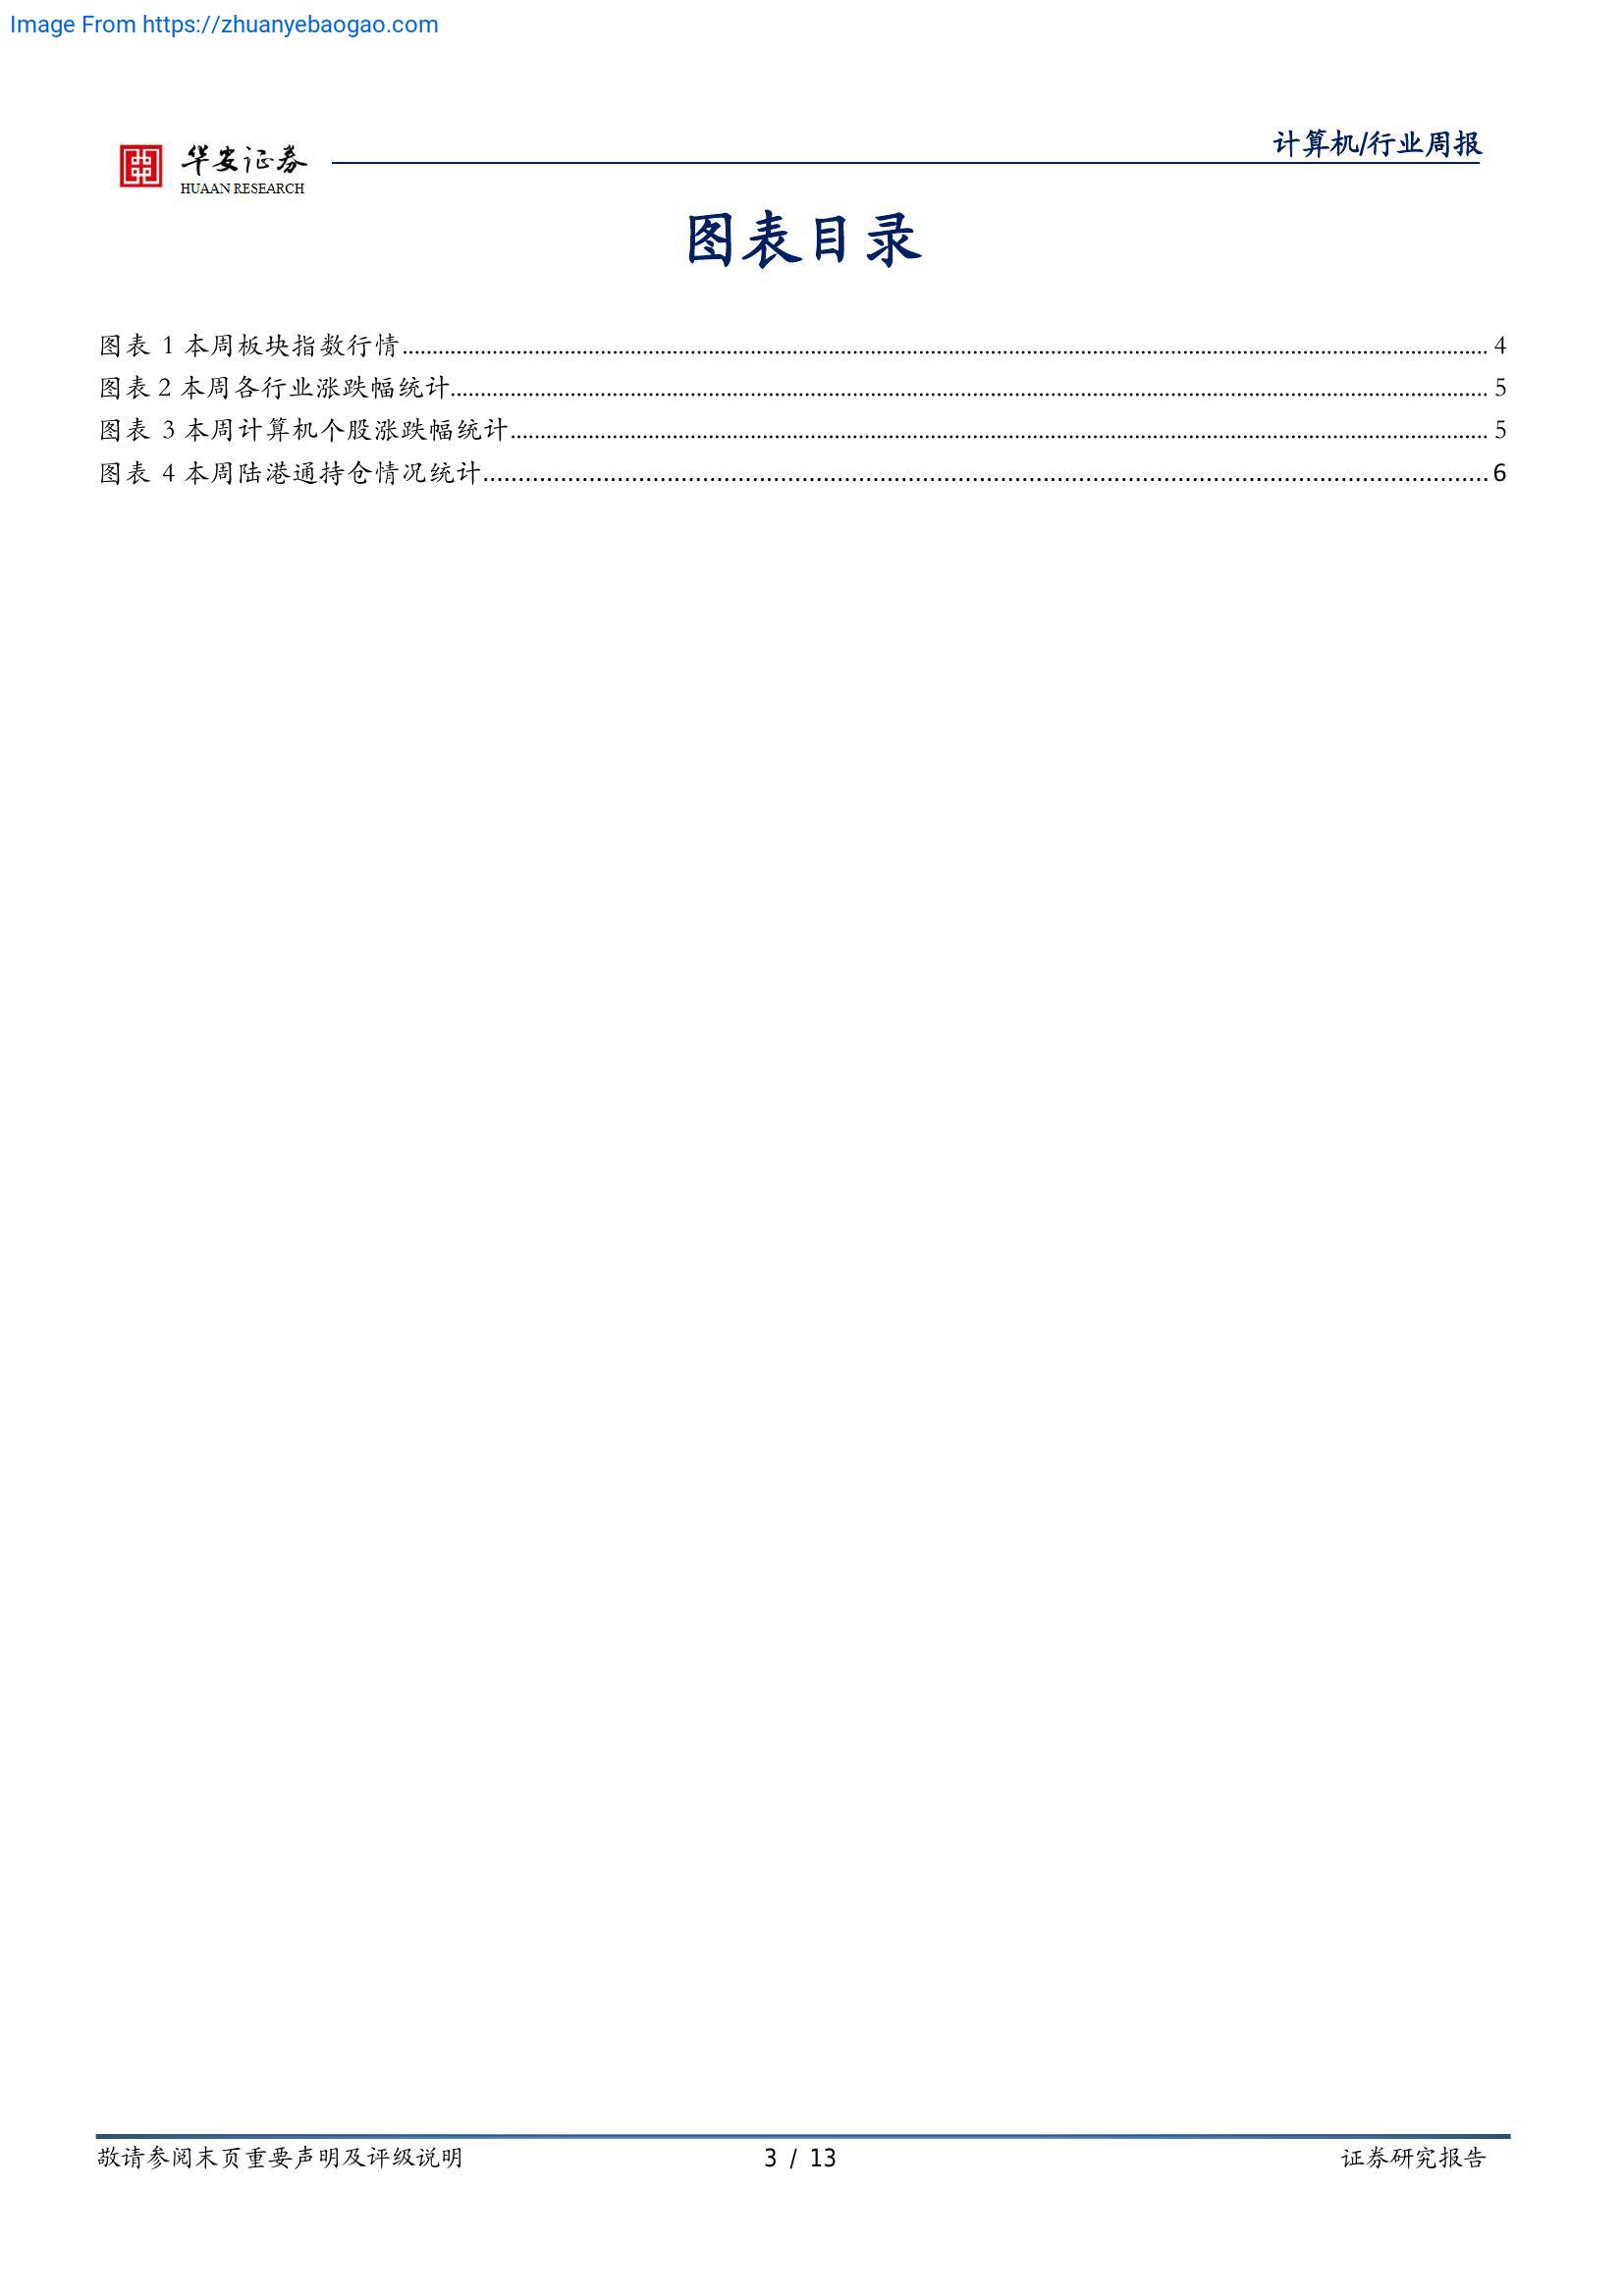 Image From https://zhuanyebaogao.com
计算机/行业周报
华安证券
HUAAN RESEARCH
图表目录
图表 1 本周板块指数行情 4
图表 2 本周各行业涨跌幅统计 5
图表 3 本周计算机个股涨跌幅统计 5
图表 4 本周陆港通持仓情况统计 6
敬请参阅末页重要声明及评级说明 3 / 13 证券研究报告